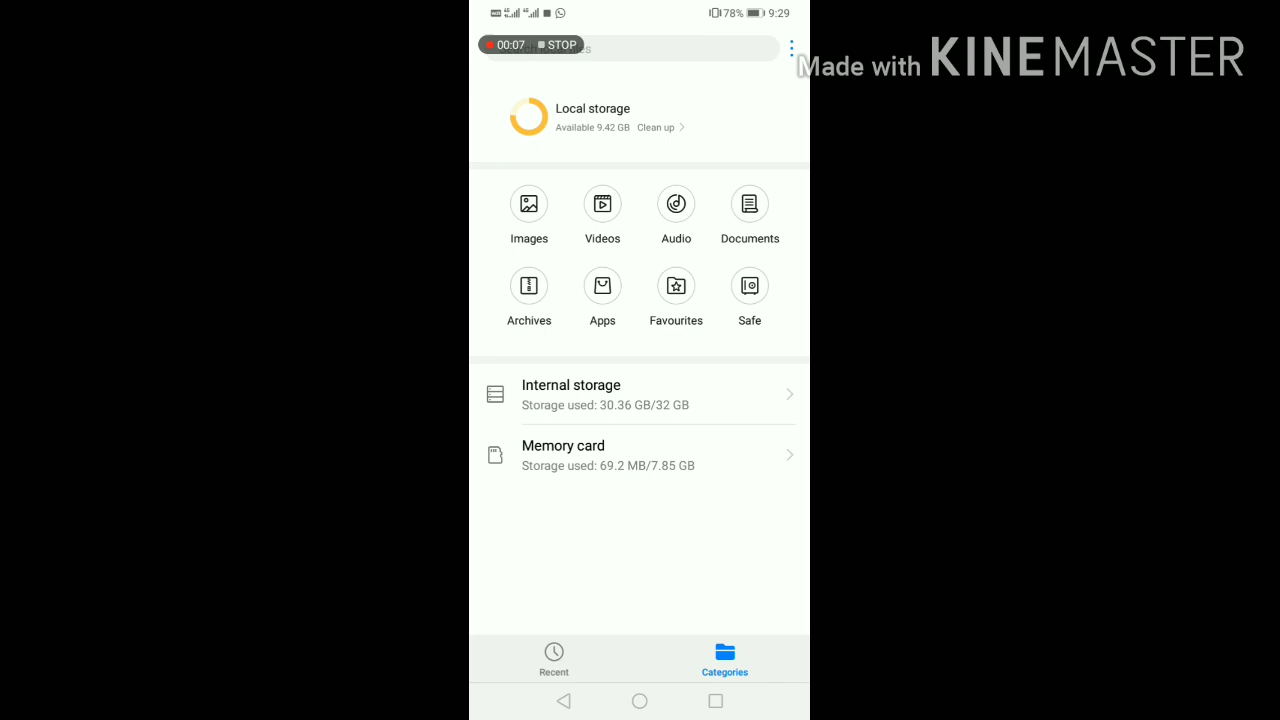 78% 9:29
00:07 STOP
Made with KINEMASTER
Local storage
Available 9.42 GB Clean up
Images Videos Audio Documents
Archives Apps Favourites Safe
Internal storage
Storage used: 30.36 GB/32 GB
Memory card
Storage used: 69.2 MB/7.85 GB
Recent Categories